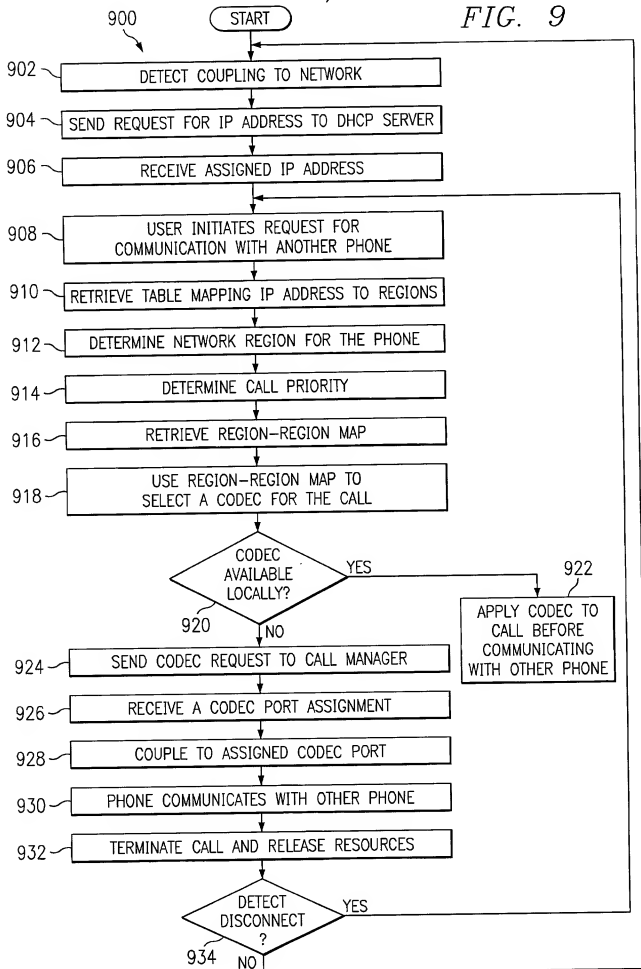 FIG. 9
900
START
902
DETECT COUPLING TO NETWORK
904
SEND REQUEST FOR IP ADDRESS TO DHCP SERVER
906
RECEIVE ASSIGNED IP ADDRESS
908
USER INITIATES REQUEST FOR
COMMUNICATION WITH ANOTHER PHONE
910
RETRIEVE TABLE MAPPING IP ADDRESS TO REGIONS
912
DETERMINE NETWORK REGION FOR THE PHONE
914
DETERMINE CALL PRIORITY
916
RETRIEVE REGION-REGION MAP
918
USE REGION-REGION MAP TO
SELECT A CODEC FOR THE CALL
CODEC
AVAILABLE
LOCALLY?
920
YES
NO
922
APPLY CODEC TO
CALL BEFORE
COMMUNICATING
WITH OTHER PHONE
924
SEND CODEC REQUEST TO CALL MANAGER
926
RECEIVE A CODEC PORT ASSIGNMENT
928
COUPLE TO ASSIGNED CODEC PORT
930
PHONE COMMUNICATES WITH OTHER PHONE
932
TERMINATE CALL AND RELEASE RESOURCES
DETECT
DISCONNECT
?
934
YES
NO